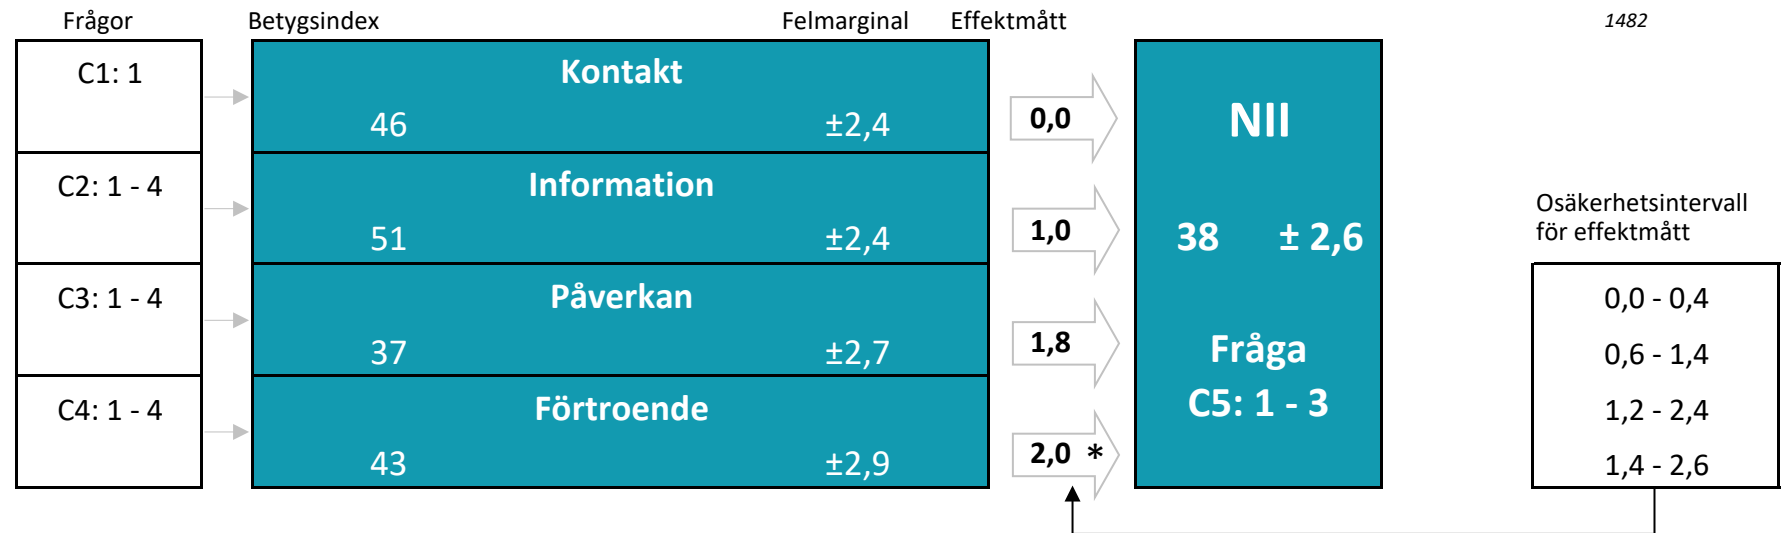 Frågor Betygsindex Felmarginal Effektmått 1482
C1: 1
Kontakt
46 ±2,4
0,0
C2: 1 - 4
Information
51 ±2,4
1,0
C3: 1 - 4
Påverkan
37 ±2,7
1,8
C4: 1 - 4
Förtroende
43 ±2,9
2,0 *
NII
38 ± 2,6
Fråga
C5: 1 - 3
Osäkerhetsintervall
för effektmått
0,0 - 0,4
0,6 - 1,4
1,2 - 2,4
1,4 - 2,6